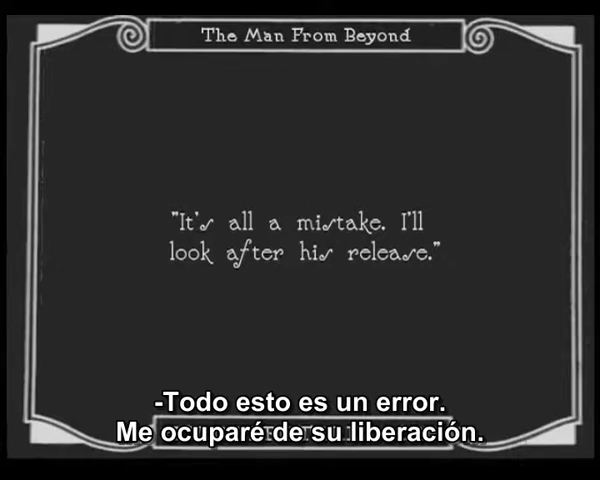 The Man From Beyond
"It's all a mistake. I'll
look after his release."
-Todo esto es un error.
Me ocuparé de su liberación.